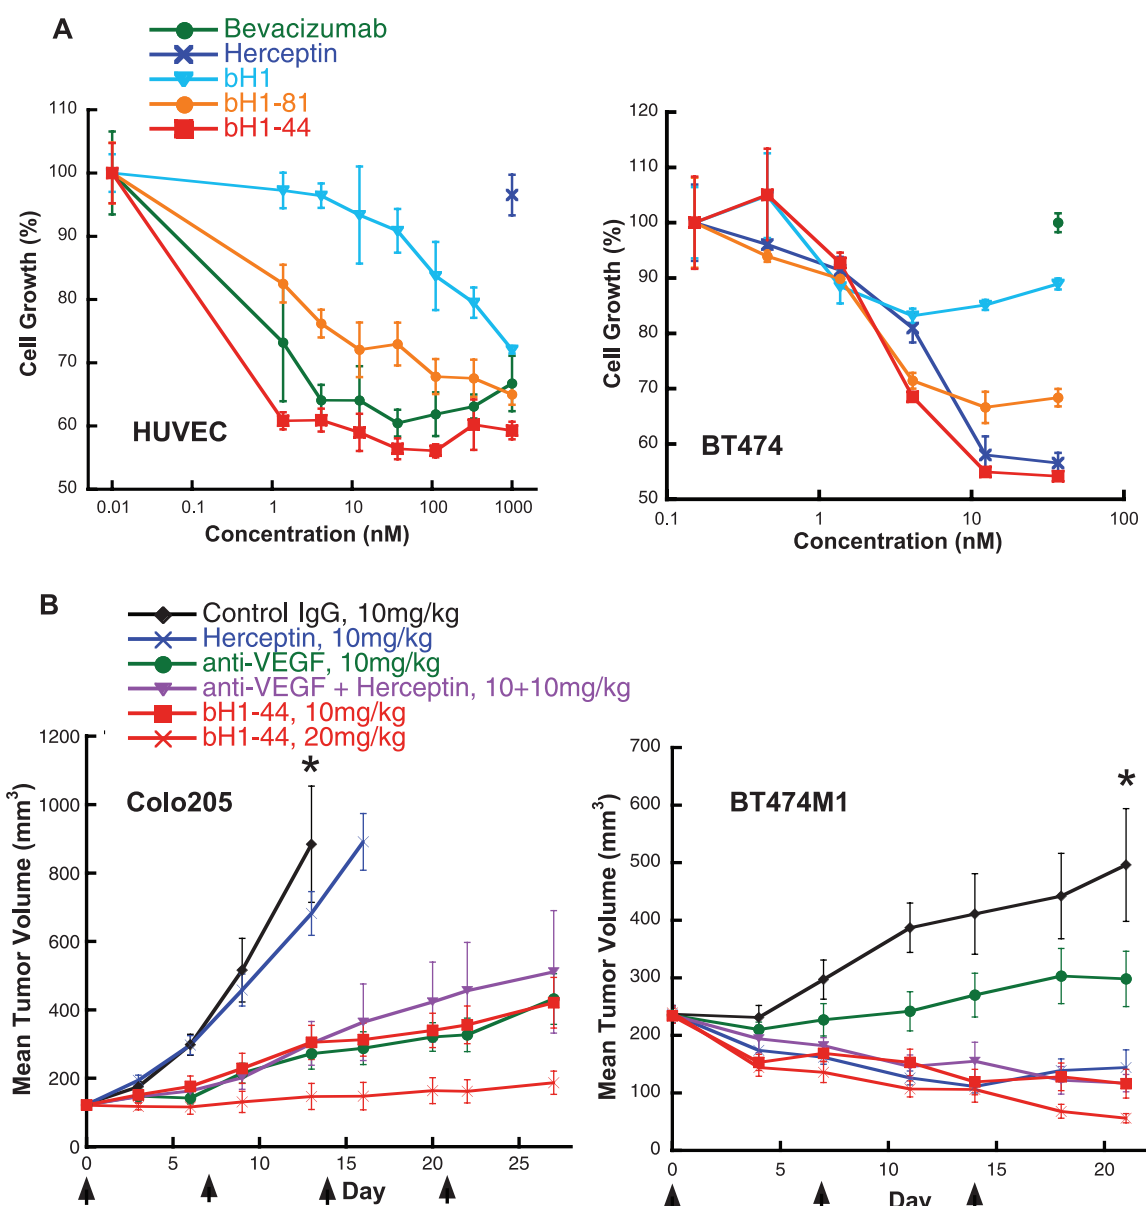 A
Bevacizumab
Herceptin
bH1
bH1-81
bH1-44
110
100
90
80
70
60
50
Cell Growth (%)
HUVEC
0.01
0.1
1
10
100
1000
Concentration (nM)
120
110
100
90
80
70
60
50
Cell Growth (%)
BT474
0.1
1
10
100
Concentration (nM)
B
Control IgG, 10mg/kg
Herceptin, 10mg/kg
anti-VEGF, 10mg/kg
anti-VEGF + Herceptin, 10+10mg/kg
bH1-44, 10mg/kg
bH1-44, 20mg/kg
1200
1000
800
600
400
200
0
Mean Tumor Volume (mm³)
Colo205
*
0
5
10
15
20
25
Day
700
600
500
400
300
200
100
0
Mean Tumor Volume (mm³)
BT474M1
*
0
5
10
15
20
Day